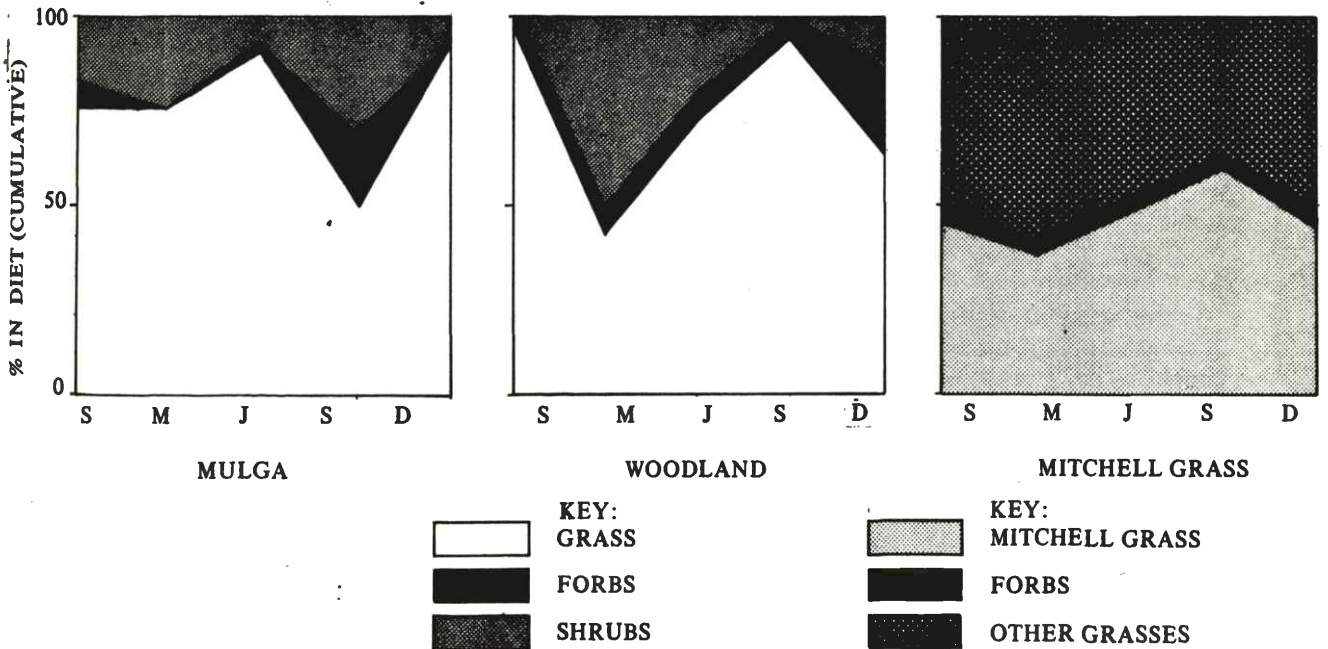 % IN DIET (CUMULATIVE)
100
50
0
S M J S D
S M J S D
S M J S D
MULGA
WOODLAND
MITCHELL GRASS
KEY:
GRASS
FORBS
SHRUBS
KEY:
MITCHELL GRASS
FORBS
OTHER GRASSES